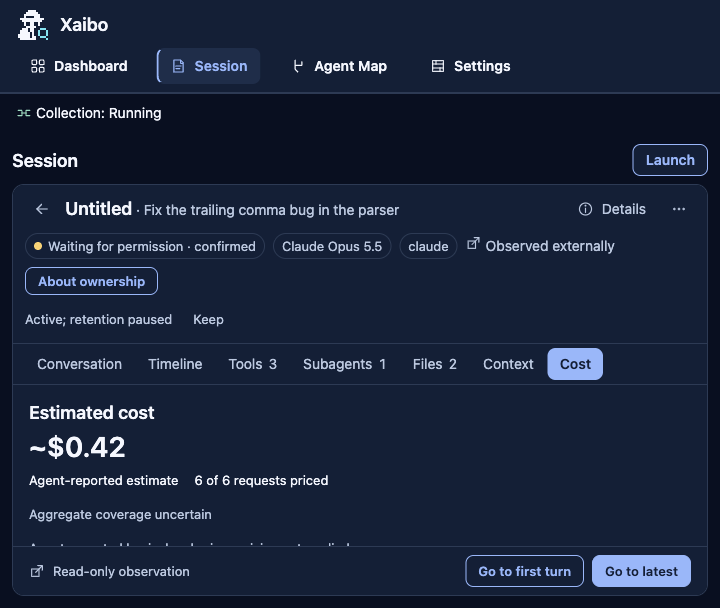 Xaibo
Dashboard Session Agent Map Settings
Collection: Running
Session Launch
Untitled · Fix the trailing comma bug in the parser Details ...
Waiting for permission · confirmed Claude Opus 5.5 claude Observed externally
About ownership
Active; retention paused Keep
Conversation Timeline Tools 3 Subagents 1 Files 2 Context Cost
Estimated cost
~$0.42
Agent-reported estimate 6 of 6 requests priced
Aggregate coverage uncertain
Read-only observation Go to first turn Go to latest